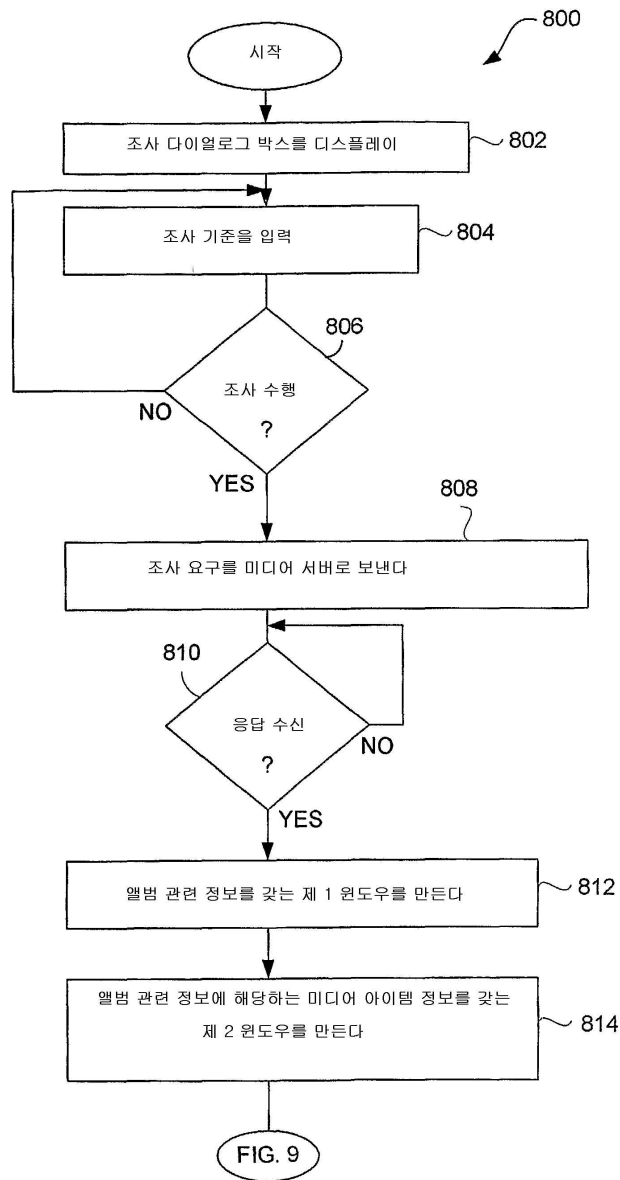 800
시작
조사 다이얼로그 박스를 디스플레이
802
조사 기준을 입력
804
806
조사 수행
?
NO
YES
808
조사 요구를 미디어 서버로 보낸다
810
응답 수신
?
NO
YES
앨범 관련 정보를 갖는 제 1 윈도우를 만든다
812
앨범 관련 정보에 해당하는 미디어 아이템 정보를 갖는
제 2 윈도우를 만든다
814
FIG. 9